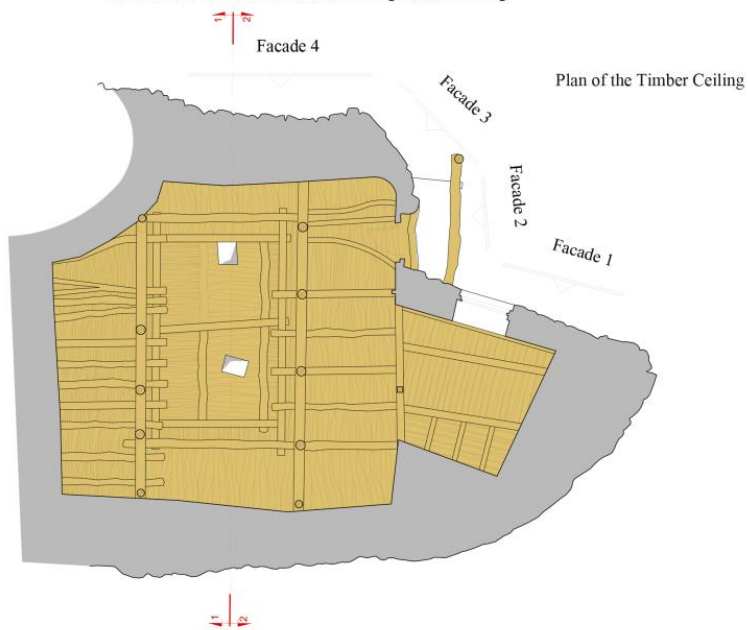 1 2
Facade 4
Facade 3
Plan of the Timber Ceiling
Facade 2
Facade 1
1 2